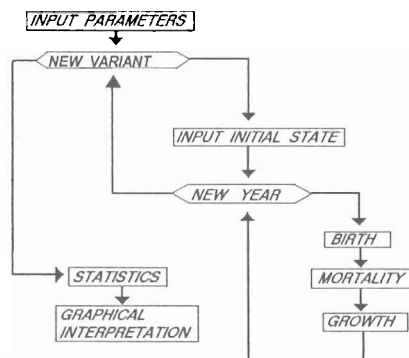 INPUT PARAMETERS
NEW VARIANT
INPUT INITIAL STATE
NEW YEAR
BIRTH
STATISTICS
MORTALITY
GRAPHICAL
INTERPRETATION
GROWTH